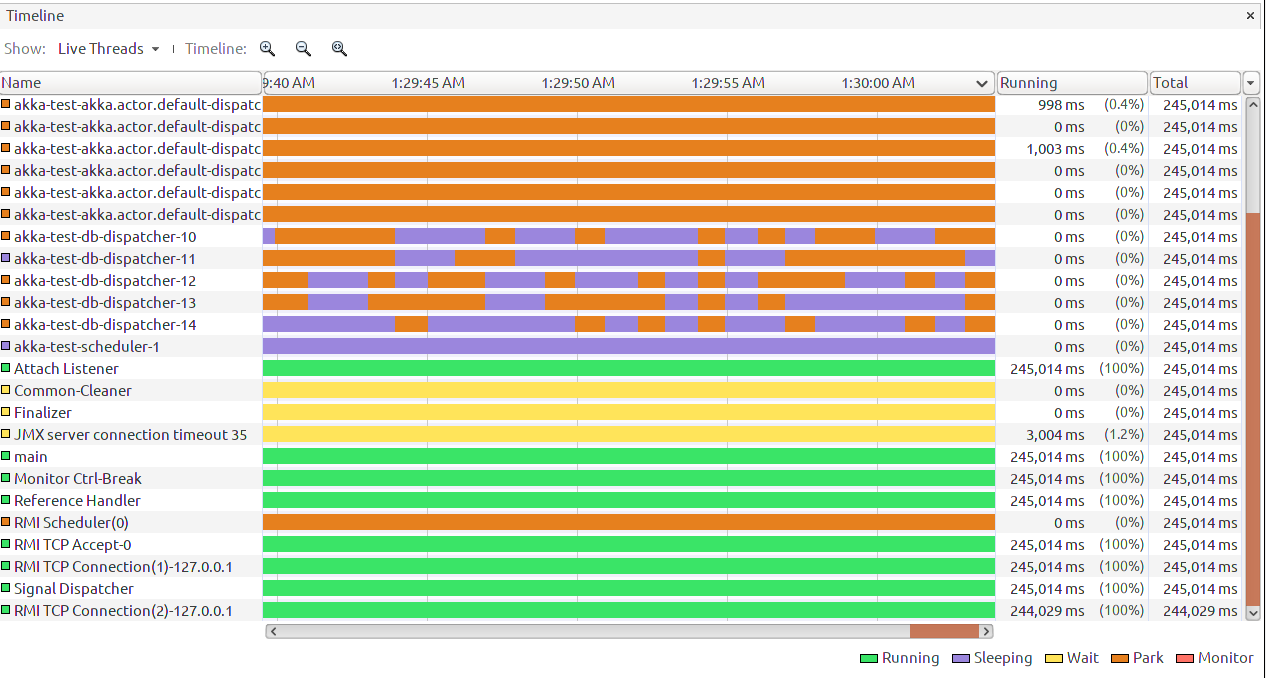 Timeline ×
Show: Live Threads Timeline:
Name 9:40 AM 1:29:45 AM 1:29:50 AM 1:29:55 AM 1:30:00 AM Running Total
akka-test-akka.actor.default-dispatc 998 ms (0.4%) 245,014 ms
akka-test-akka.actor.default-dispatc 0 ms (0%) 245,014 ms
akka-test-akka.actor.default-dispatc 1,003 ms (0.4%) 245,014 ms
akka-test-akka.actor.default-dispatc 0 ms (0%) 245,014 ms
akka-test-akka.actor.default-dispatc 0 ms (0%) 245,014 ms
akka-test-akka.actor.default-dispatc 0 ms (0%) 245,014 ms
akka-test-db-dispatcher-10 0 ms (0%) 245,014 ms
akka-test-db-dispatcher-11 0 ms (0%) 245,014 ms
akka-test-db-dispatcher-12 0 ms (0%) 245,014 ms
akka-test-db-dispatcher-13 0 ms (0%) 245,014 ms
akka-test-db-dispatcher-14 0 ms (0%) 245,014 ms
akka-test-scheduler-1 0 ms (0%) 245,014 ms
Attach Listener 245,014 ms (100%) 245,014 ms
Common-Cleaner 0 ms (0%) 245,014 ms
Finalizer 0 ms (0%) 245,014 ms
JMX server connection timeout 35 3,004 ms (1.2%) 245,014 ms
main 245,014 ms (100%) 245,014 ms
Monitor Ctrl-Break 245,014 ms (100%) 245,014 ms
Reference Handler 245,014 ms (100%) 245,014 ms
RMI Scheduler(0) 0 ms (0%) 245,014 ms
RMI TCP Accept-0 245,014 ms (100%) 245,014 ms
RMI TCP Connection(1)-127.0.0.1 245,014 ms (100%) 245,014 ms
Signal Dispatcher 245,014 ms (100%) 245,014 ms
RMI TCP Connection(2)-127.0.0.1 244,029 ms (100%) 244,029 ms
Running Sleeping Wait Park Monitor